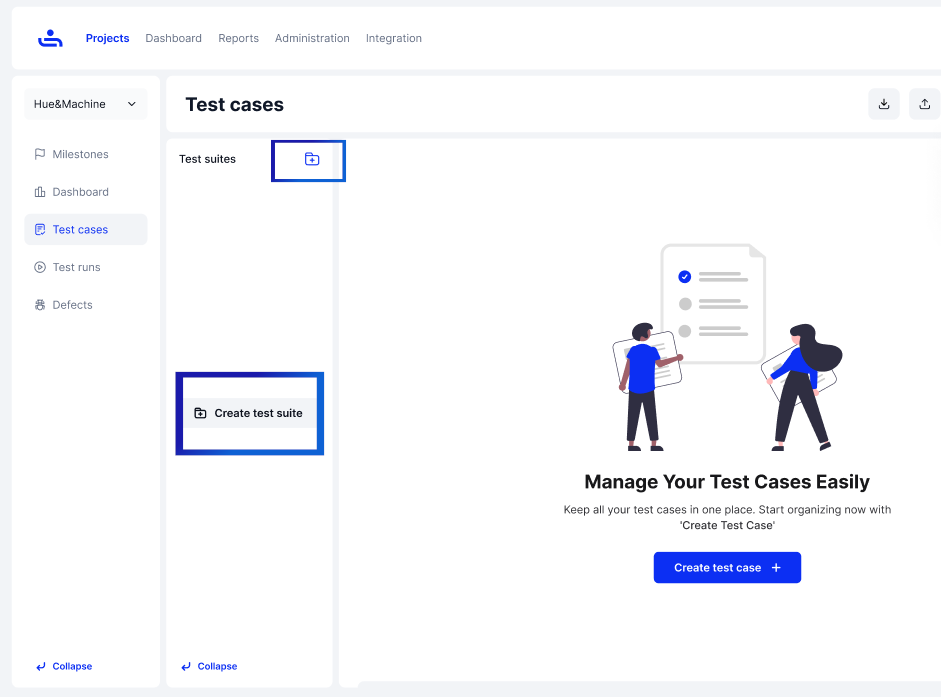 Projects Dashboard Reports Administration Integration
Hue&Machine
Milestones
Dashboard
Test cases
Test runs
Defects
Collapse
Test cases
Test suites
Create test suite
Collapse
Manage Your Test Cases Easily
Keep all your test cases in one place. Start organizing now with
'Create Test Case'
Create test case +